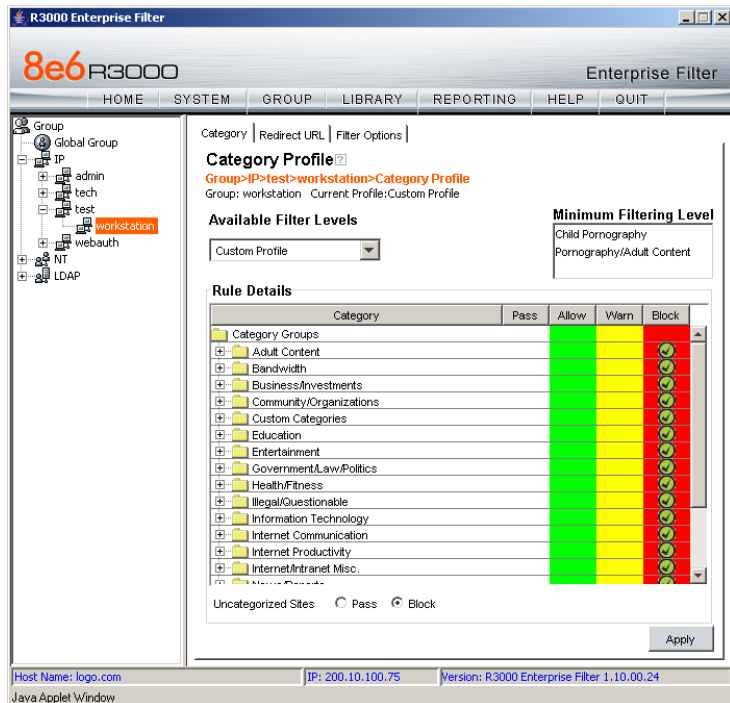 R3000 Enterprise Filter
8e6 R3000
Enterprise Filter
HOME SYSTEM GROUP LIBRARY REPORTING HELP QUIT
Group
Global Group
IP
admin
tech
test
workstation
webauth
NT
LDAP
Category Redirect URL Filter Options
Category Profile ?
Group>IP>test>workstation>Category Profile
Group: workstation Current Profile:Custom Profile
Available Filter Levels
Custom Profile
Minimum Filtering Level
Child Pornography
Pornography/Adult Content
Rule Details
Category Pass Allow Warn Block
Category Groups
Adult Content
Bandwidth
Business/Investments
Community/Organizations
Custom Categories
Education
Entertainment
Government/Law/Politics
Health/Fitness
Illegal/Questionable
Information Technology
Internet Communication
Internet Productivity
Internet/Intranet Misc.
Uncategorized Sites Pass Block
Apply
Host Name: logo.com IP: 200.10.100.75 Version: R3000 Enterprise Filter 1.10.00.24
Java Applet Window